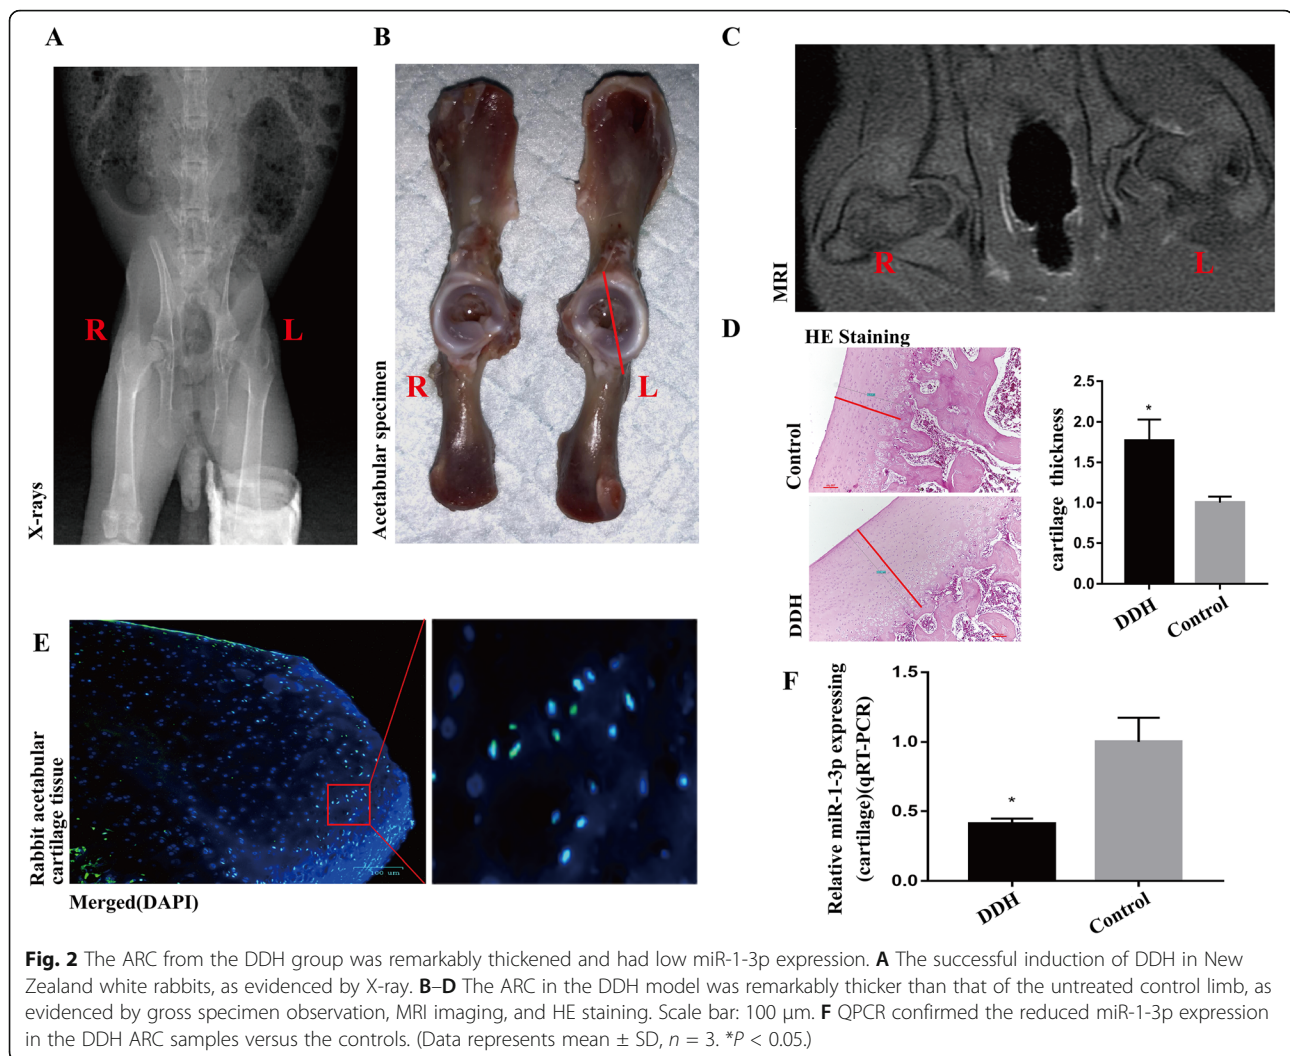 A
B
C
R
L
X-rays
R
L
Acetabular specimen
R
L
MRI
D
HE Staining
Control
DDH
cartilage thickness
2.5
2.0
1.5
1.0
0.5
0.0
*
DDH
Control
E
Rabbit acetabular
cartilage tissue
100 um
Merged(DAPI)
F
Relative miR-1-3p expressing
(cartilage)(qRT-PCR)
1.5
1.0
0.5
0.0
*
DDH
Control
Fig. 2 The ARC from the DDH group was remarkably thickened and had low miR-1-3p expression. A The successful induction of DDH in New
Zealand white rabbits, as evidenced by X-ray. B–D The ARC in the DDH model was remarkably thicker than that of the untreated control limb, as
evidenced by gross specimen observation, MRI imaging, and HE staining. Scale bar: 100 μm. F QPCR confirmed the reduced miR-1-3p expression
in the DDH ARC samples versus the controls. (Data represents mean ± SD, n = 3. *P < 0.05.)